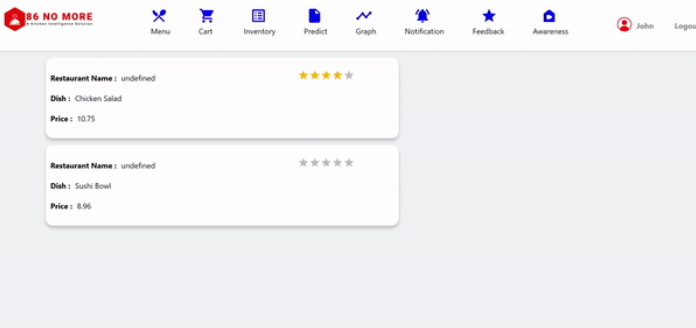 86 NO MORE
A Kitchen Intelligence Solution
Menu Cart Inventory Predict Graph Notification Feedback Awareness John Logou
Restaurant Name : undefined
Dish : Chicken Salad
Price : 10.75
Restaurant Name : undefined
Dish : Sushi Bowl
Price : 8.96